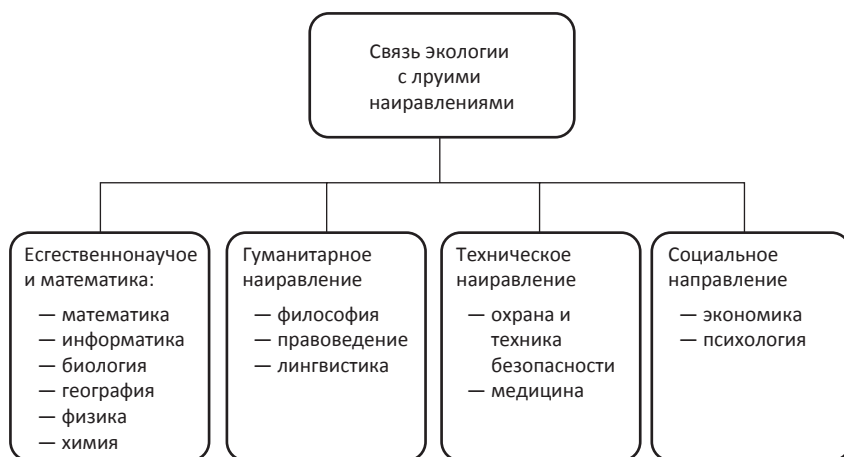 Связь экологии
с лруими
наиравлениями
Есгественнонаучое
и математика:
— математика
— информатика
— биология
— география
— физика
— химия
Гуманитарное
наиравление
— философия
— правоведение
— лингвистика
Техническое
наиравление
— охрана и
техника
безопасности
— медицина
Социальное
направление
— экономика
— психология